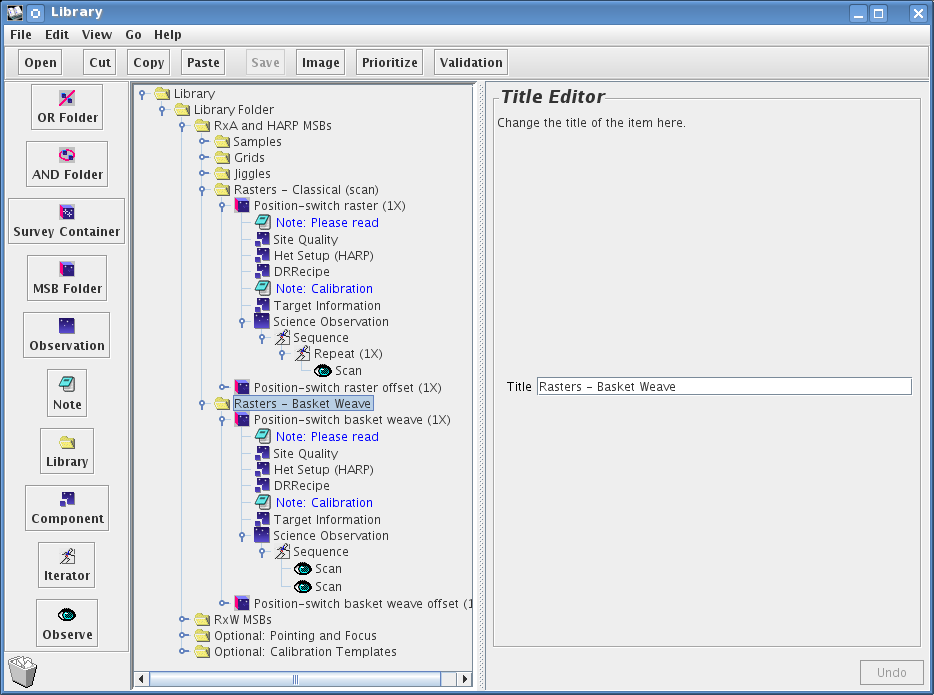 Library
File Edit View Go Help
Open Cut Copy Paste Save Image Prioritize Validation
OR Folder
AND Folder
Survey Container
MSB Folder
Observation
Note
Library
Component
Iterator
Observe
Library
Library Folder
RxA and HARP MSBs
Samples
Grids
Jiggles
Rasters - Classical (scan)
Position-switch raster (1X)
Note: Please read
Site Quality
Het Setup (HARP)
DRRecipe
Note: Calibration
Target Information
Science Observation
Sequence
Repeat (1X)
Scan
Position-switch raster offset (1X)
Rasters - Basket Weave
Position-switch basket weave (1X)
Note: Please read
Site Quality
Het Setup (HARP)
DRRecipe
Note: Calibration
Target Information
Science Observation
Sequence
Scan
Scan
Position-switch basket weave offset (1
RxW MSBs
Optional: Pointing and Focus
Optional: Calibration Templates
Title Editor
Change the title of the item here.
Title Rasters - Basket Weave
Undo